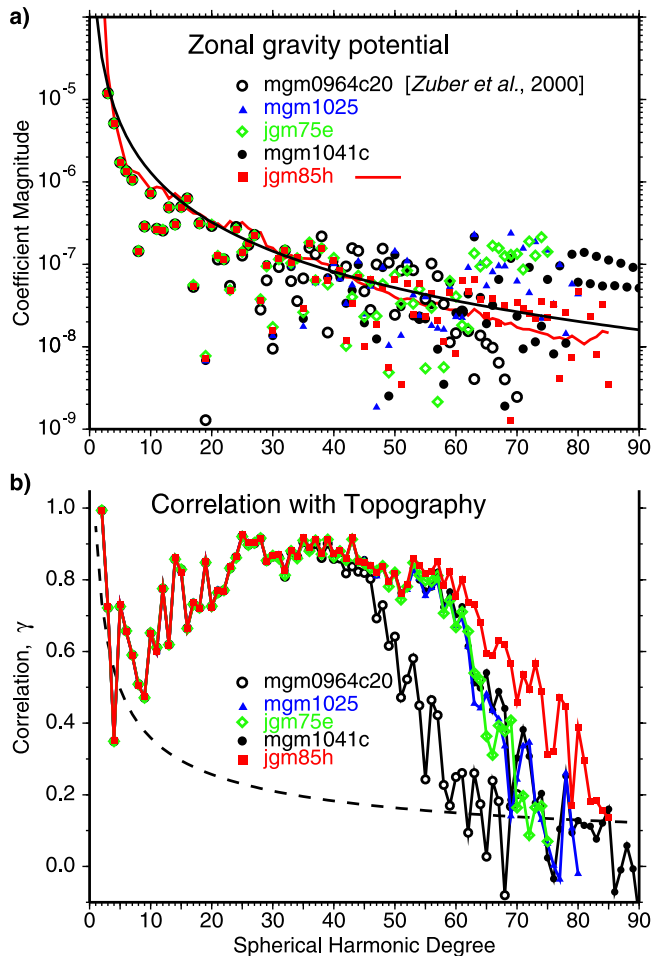 a)
Zonal gravity potential
mgm0964c20 [Zuber et al., 2000]
mgm1025
jgm75e
mgm1041c
jgm85h
Coefficient Magnitude
10-5
10-6
10-7
10-8
10-9
0 10 20 30 40 50 60 70 80 90
b)
Correlation with Topography
mgm0964c20
mgm1025
jgm75e
mgm1041c
jgm85h
Correlation, γ
1.0
0.8
0.6
0.4
0.2
0.0
0 10 20 30 40 50 60 70 80 90
Spherical Harmonic Degree